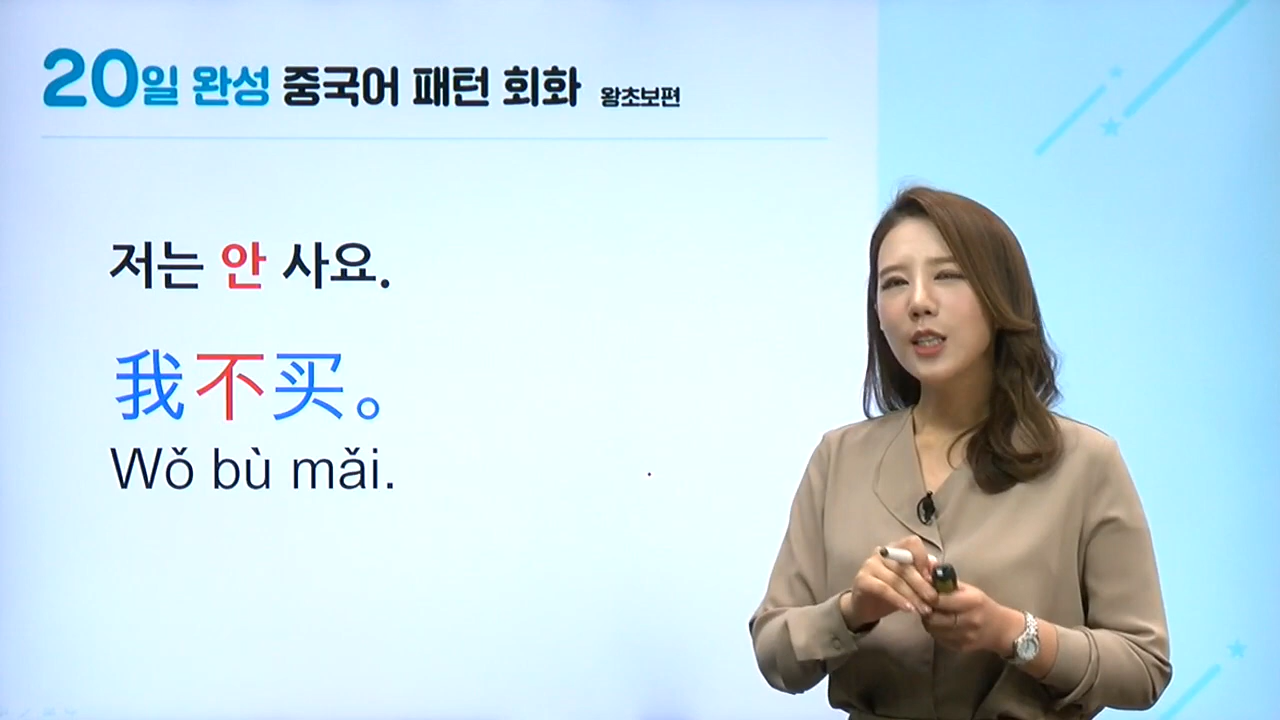 20일 완성 중국어 패턴 회화 왕초보편
저는 안 사요.
我不买。
Wǒ bù mǎi.